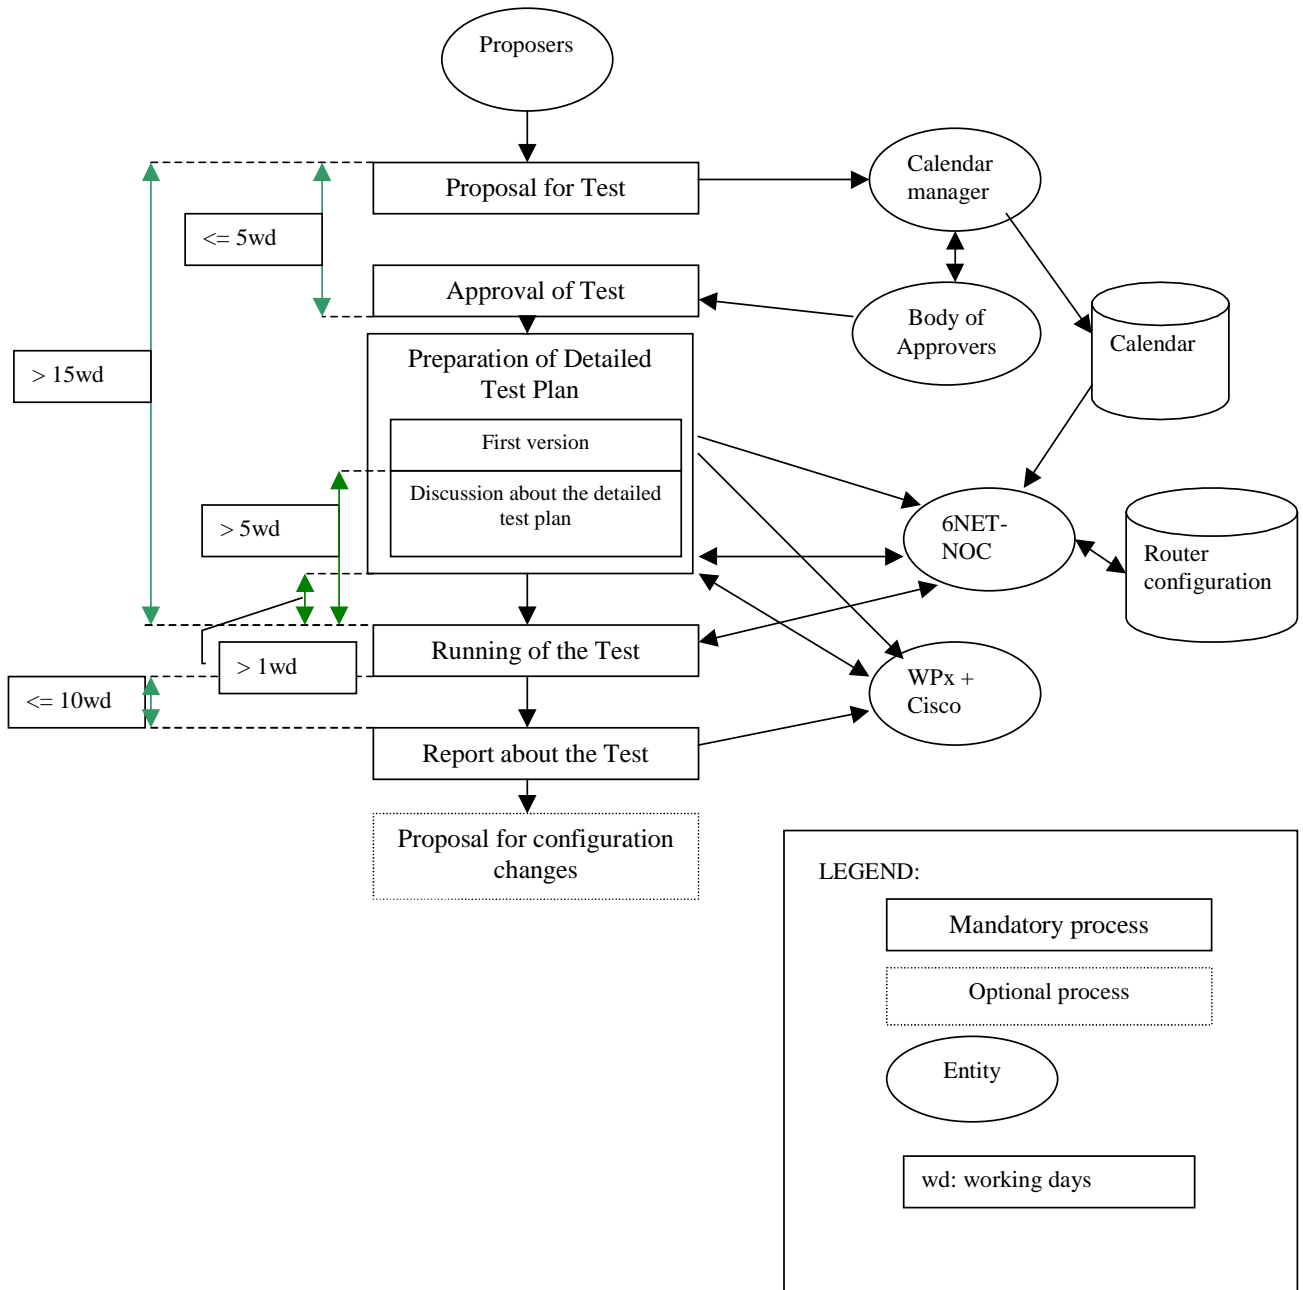 Proposers
Proposal for Test
Calendar
manager
<= 5wd
Approval of Test
Body of
Approvers
Calendar
> 15wd
Preparation of Detailed
Test Plan
First version
Discussion about the detailed
test plan
> 5wd
6NET-
NOC
Router
configuration
Running of the Test
> 1wd
WPx +
Cisco
<= 10wd
Report about the Test
Proposal for configuration
changes
LEGEND:
Mandatory process
Optional process
Entity
wd: working days